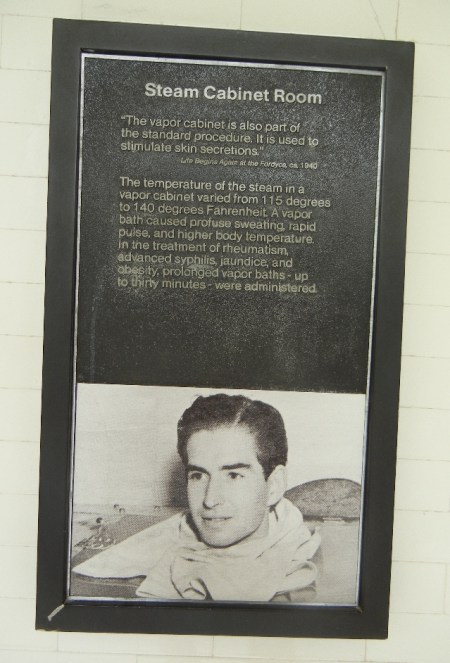 Steam Cabinet Room
"The vapor cabinet is also part of
the standard procedure. It is used to
stimulate skin secretions."
Life Begins Again at the Fordyce, ca. 1940
The temperature of the steam in a
vapor cabinet varied from 115 degrees
to 140 degrees Fahrenheit. A vapor
bath caused profuse sweating, rapid
pulse, and higher body temperature.
In the treatment of rheumatism,
advanced syphilis, jaundice, and
obesity, prolonged vapor baths - up
to thirty minutes - were administered.